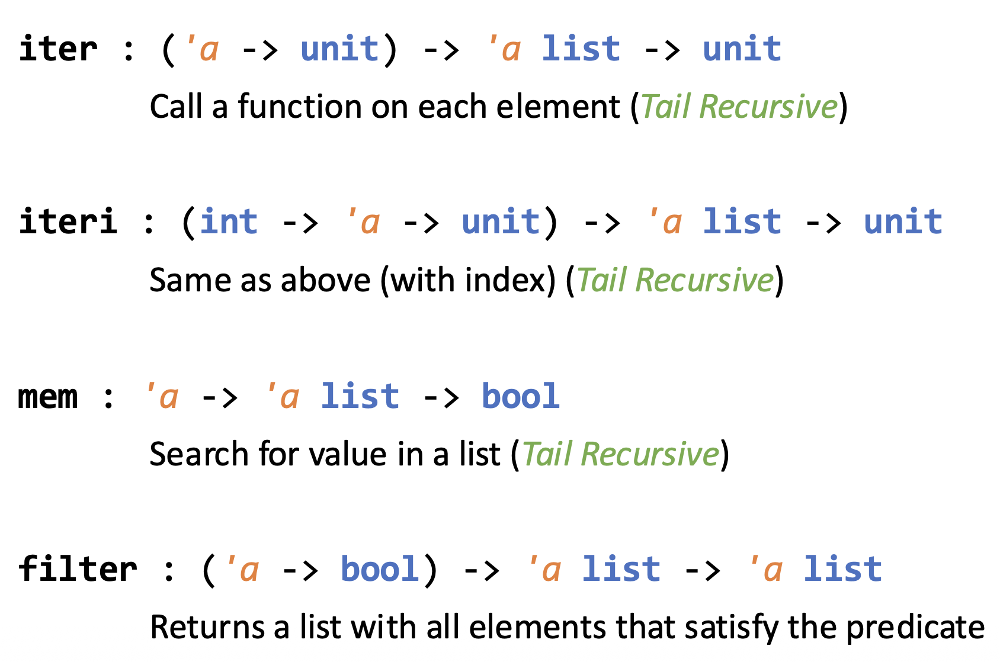 iter : ('a -> unit) -> 'a list -> unit
Call a function on each element (Tail Recursive)
iteri : (int -> 'a -> unit) -> 'a list -> unit
Same as above (with index) (Tail Recursive)
mem : 'a -> 'a list -> bool
Search for value in a list (Tail Recursive)
filter : ('a -> bool) -> 'a list -> 'a list
Returns a list with all elements that satisfy the predicate